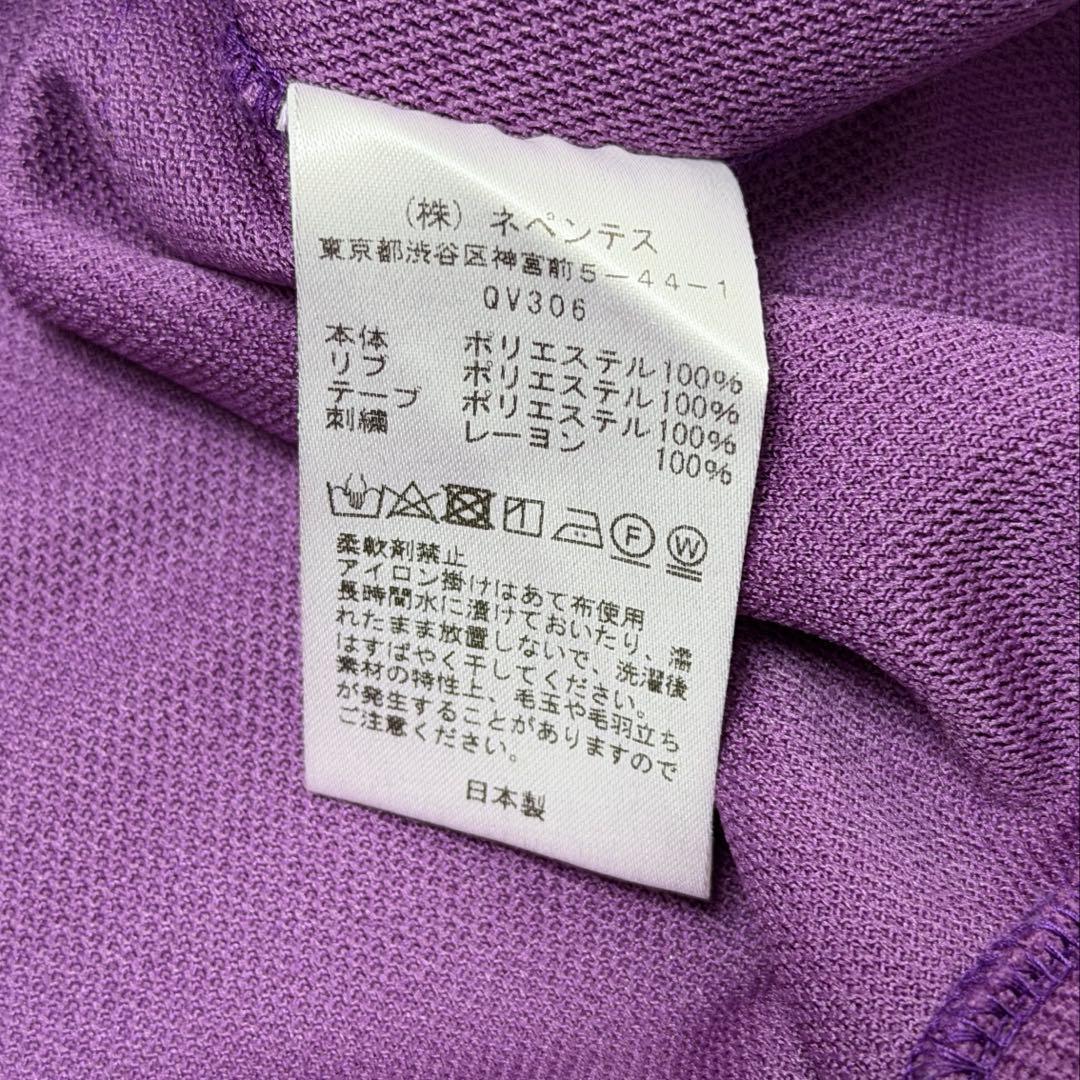 （株）ネペンテス
東京都渋谷区神宮前5－44－1
QV306
本体 ポリエステル100%
リブ ポリエステル100%
テープ ポリエステル100%
刺繍 レーヨン 100%
F W
柔軟剤禁止
アイロン掛けはあて布使用
長時間水に漬けておいたり、濡
れたまま放置しないで、洗濯後
はすばやく干してください。
素材の特性上、毛玉や毛羽立ち
が発生することがありますので
ご注意ください。
日本製